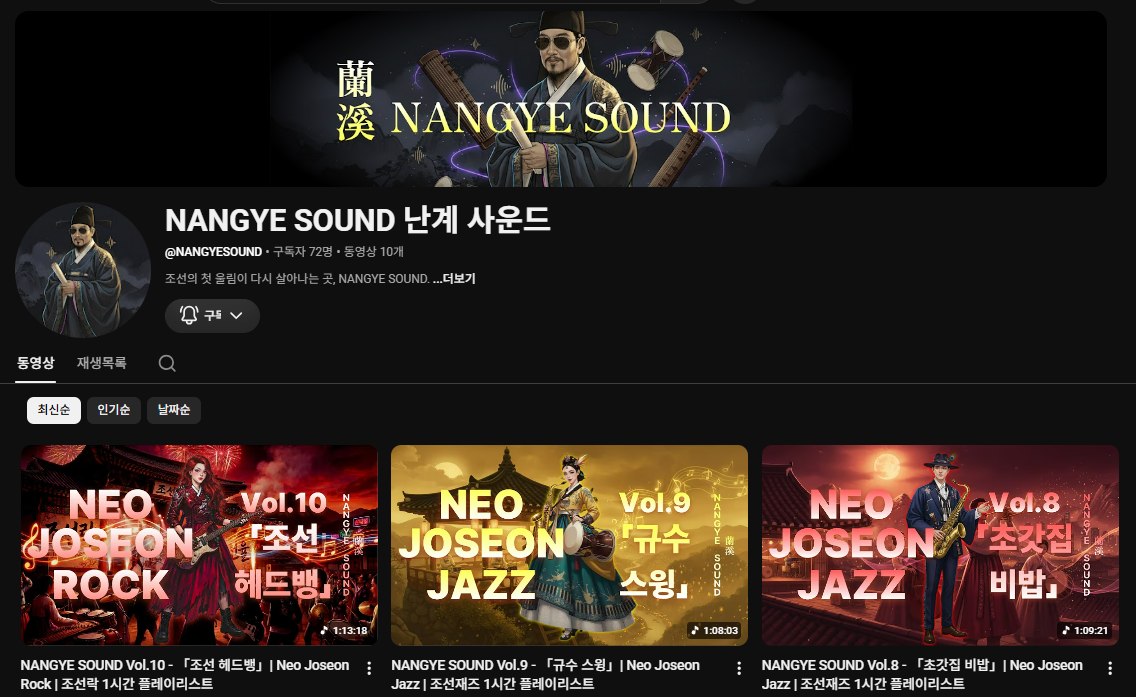 蘭溪
NANGYE SOUND
NANGYE SOUND 난계 사운드
@NANGYESOUND • 구독자 72명 • 동영상 10개
조선의 첫 울림이 다시 살아나는 곳, NANGYE SOUND. ...더보기
동영상
재생목록
최신순
인기순
날짜순
NEO
JOSEON
ROCK
Vol.10
「조선
헤드뱅」
NANGYE SOUND
蘭溪
1:13:18
NEO
JOSEON
JAZZ
Vol.9
「규수
스윙」
NANGYE SOUND
蘭溪
1:08:03
NEO
JOSEON
JAZZ
Vol.8
「초갓집
비밥」
NANGYE SOUND
蘭溪
1:09:21
NANGYE SOUND Vol.10 - 「조선 헤드뱅」 | Neo Joseon
Rock | 조선락 1시간 플레이리스트
NANGYE SOUND Vol.9 - 「규수 스윙」 | Neo Joseon
Jazz | 조선재즈 1시간 플레이리스트
NANGYE SOUND Vol.8 - 「초갓집 비밥」 | Neo Joseon
Jazz | 조선재즈 1시간 플레이리스트